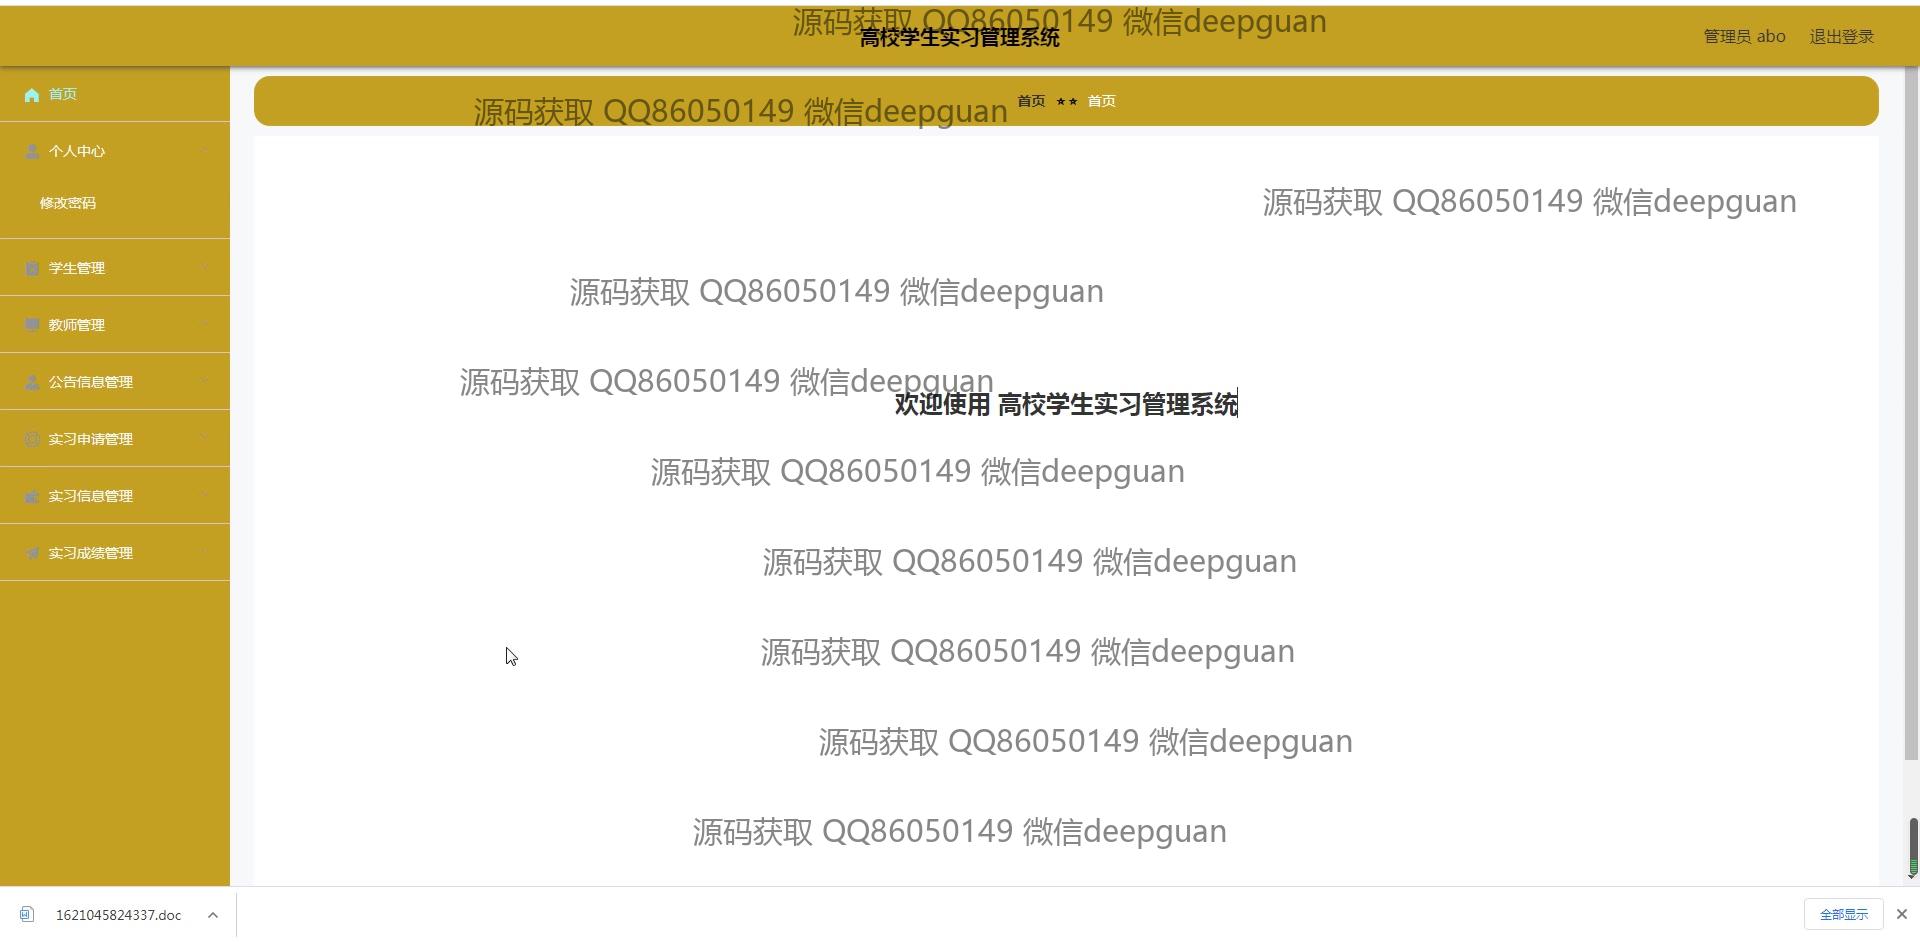 源码获取 QQ86050149 微信deepguan
高校学生实习管理系统
管理员 abo 退出登录
首页
源码获取 QQ86050149 微信deepguan
首页 ★★ 首页
个人中心
修改密码
源码获取 QQ86050149 微信deepguan
学生管理
源码获取 QQ86050149 微信deepguan
教师管理
公告信息管理
源码获取 QQ86050149 微信deepguan
欢迎使用 高校学生实习管理系统
实习申请管理
源码获取 QQ86050149 微信deepguan
实习信息管理
实习成绩管理
源码获取 QQ86050149 微信deepguan
源码获取 QQ86050149 微信deepguan
源码获取 QQ86050149 微信deepguan
源码获取 QQ86050149 微信deepguan
1621045824337.doc
全部显示